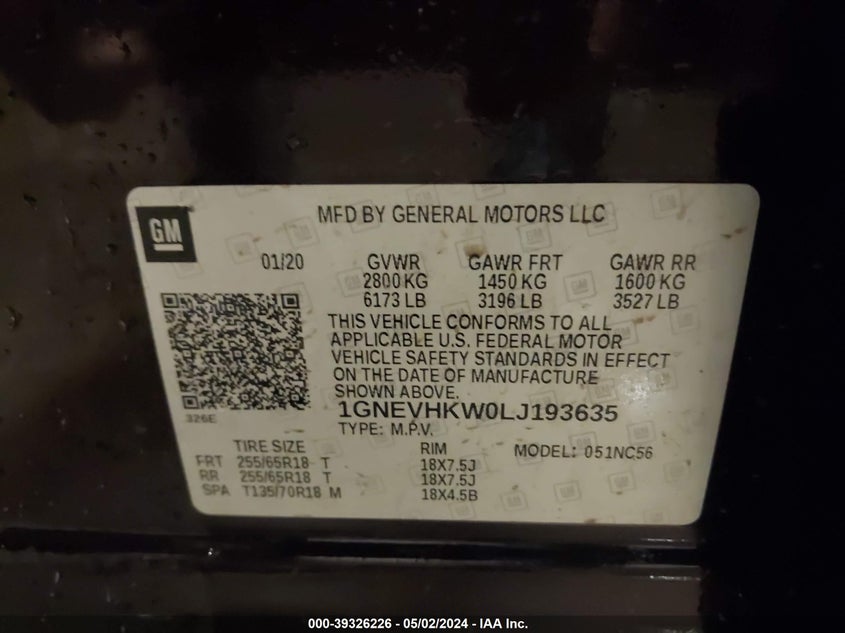 GM
MFD BY GENERAL MOTORS LLC
01/20 GVWR GAWR FRT GAWR RR
2800 KG 1450 KG 1600 KG
6173 LB 3196 LB 3527 LB
THIS VEHICLE CONFORMS TO ALL
APPLICABLE U.S. FEDERAL MOTOR
VEHICLE SAFETY STANDARDS IN EFFECT
ON THE DATE OF MANUFACTURE
SHOWN ABOVE.
326E
1GNEVHKW0LJ193635
TYPE: M.P.V.
TIRE SIZE RIM MODEL: 051NC56
FRT 255/65R18 T 18X7.5J
RR 255/65R18 T 18X7.5J
SPA T135/70R18 M 18X4.5B
000-39326226 - 05/02/2024 - IAA Inc.